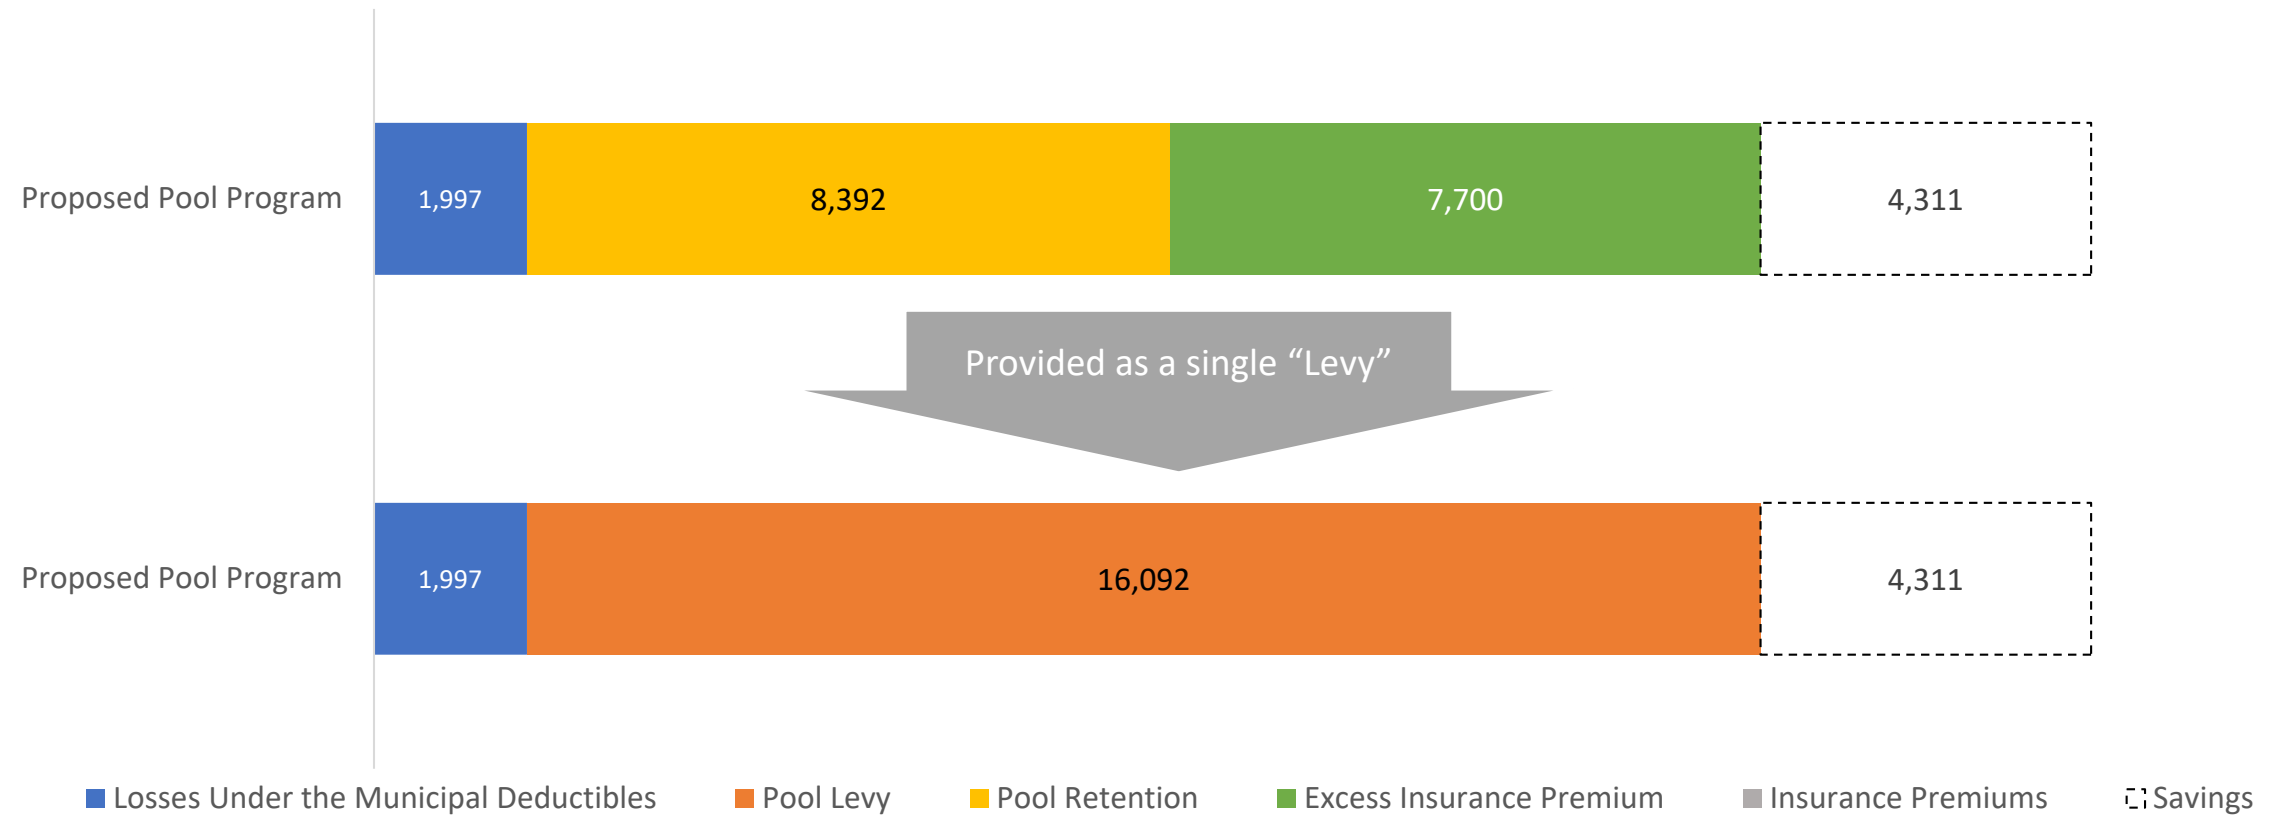 Proposed Pool Program 1,997 8,392 7,700 4,311
Provided as a single “Levy”
Proposed Pool Program 1,997 16,092 4,311
Losses Under the Municipal Deductibles Pool Levy Pool Retention Excess Insurance Premium Insurance Premiums Savings